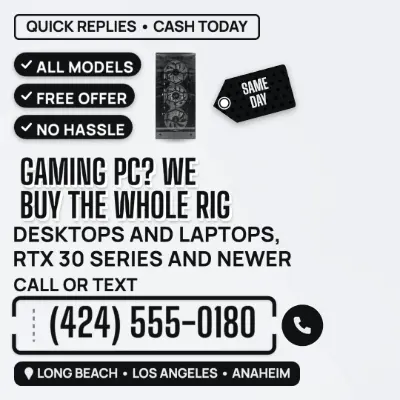 QUICK REPLIES • CASH TODAY
ALL MODELS
FREE OFFER
NO HASSLE
SAME
DAY
GAMING PC? WE
BUY THE WHOLE RIG
DESKTOPS AND LAPTOPS,
RTX 30 SERIES AND NEWER
CALL OR TEXT
(424) 555-0180
LONG BEACH • LOS ANGELES • ANAHEIM